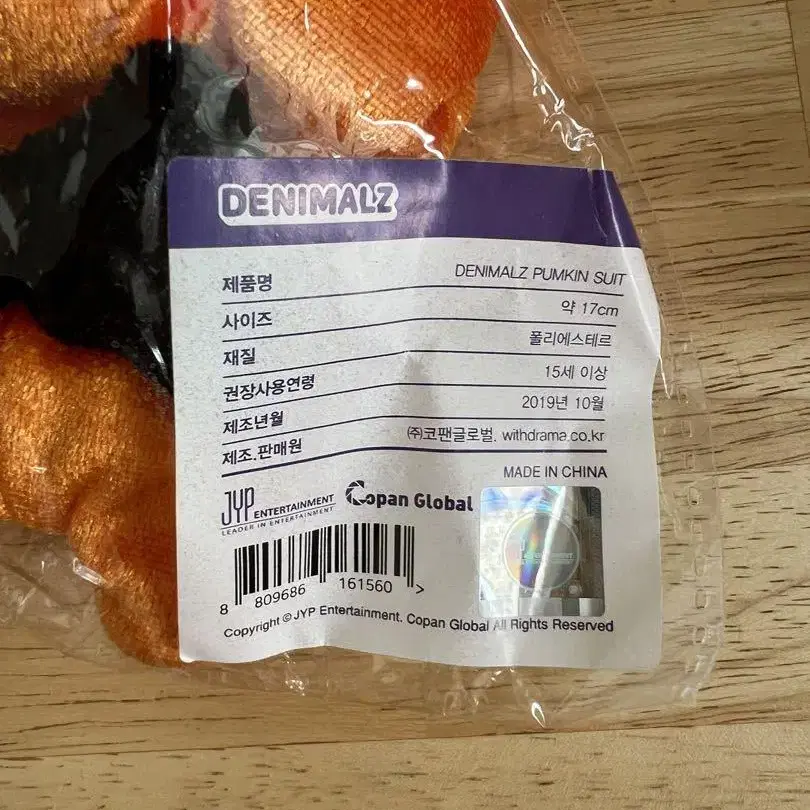 DENIMALZ
제품명 DENIMALZ PUMKIN SUIT
사이즈 약 17cm
재질 폴리에스테르
권장사용연령 15세 이상
제조년월 2019년 10월
제조.판매원 ㈜코팬글로벌. withdrama.co.kr
MADE IN CHINA
JYP ENTERTAINMENT
LEADER IN ENTERTAINMENT
Copan Global
JYP ENTERTAINMENT
8 809686 161560 >
Copyright © JYP Entertainment. Copan Global All Rights Reserved